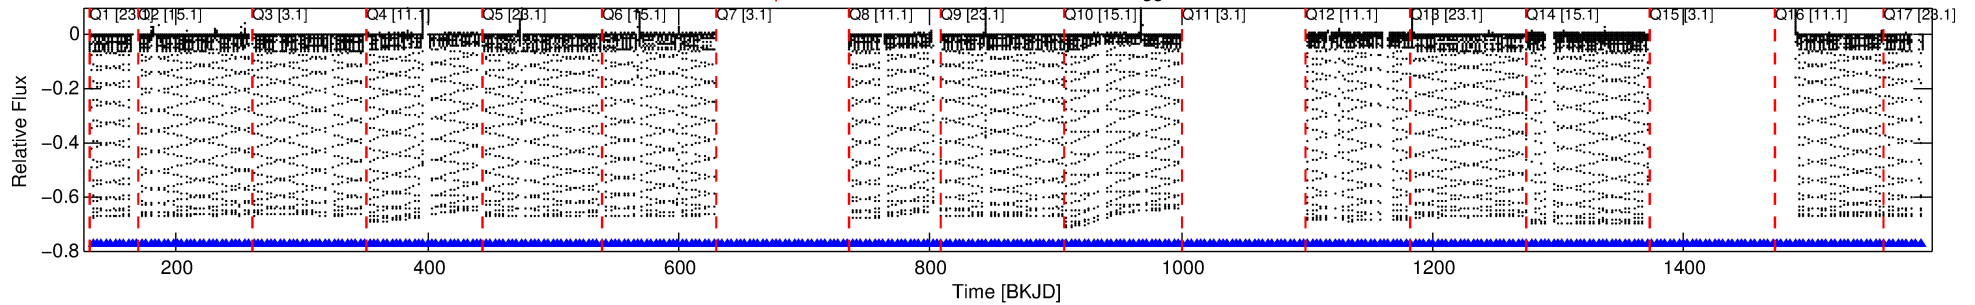 Q1 [23 Q2 [15.1] Q3 [3.1] Q4 [11.1] Q5 [23.1] Q6 [15.1] Q7 [3.1] Q8 [11.1] Q9 [23.1] Q10 [15.1] Q11 [3.1] Q12 [11.1] Q13 [23.1] Q14 [15.1] Q15 [3.1] Q16 [11.1] Q17 [23.1]
0
−0.2
−0.4
−0.6
−0.8
Relative Flux
200 400 600 800 1000 1200 1400
Time [BKJD]